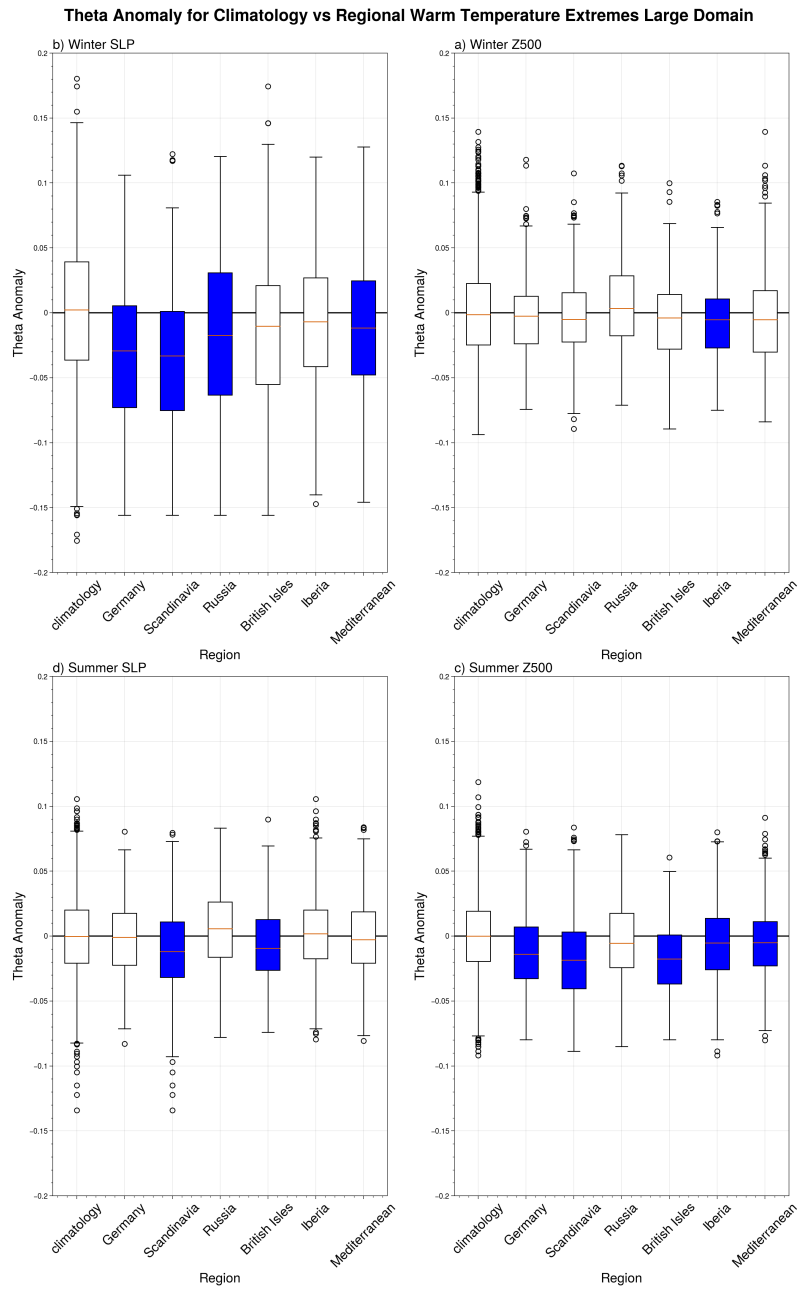 Theta Anomaly for Climatology vs Regional Warm Temperature Extremes Large Domain
b) Winter SLP
0.2
0.15
0.1
0.05
0
−0.05
−0.1
−0.15
−0.2
Theta Anomaly
climatology
Germany
Scandinavia
Russia
British Isles
Iberia
Mediterranean
Region
a) Winter Z500
0.2
0.15
0.1
0.05
0
−0.05
−0.1
−0.15
−0.2
Theta Anomaly
climatology
Germany
Scandinavia
Russia
British Isles
Iberia
Mediterranean
Region
d) Summer SLP
0.2
0.15
0.1
0.05
0
−0.05
−0.1
−0.15
−0.2
Theta Anomaly
climatology
Germany
Scandinavia
Russia
British Isles
Iberia
Mediterranean
Region
c) Summer Z500
0.2
0.15
0.1
0.05
0
−0.05
−0.1
−0.15
−0.2
Theta Anomaly
climatology
Germany
Scandinavia
Russia
British Isles
Iberia
Mediterranean
Region